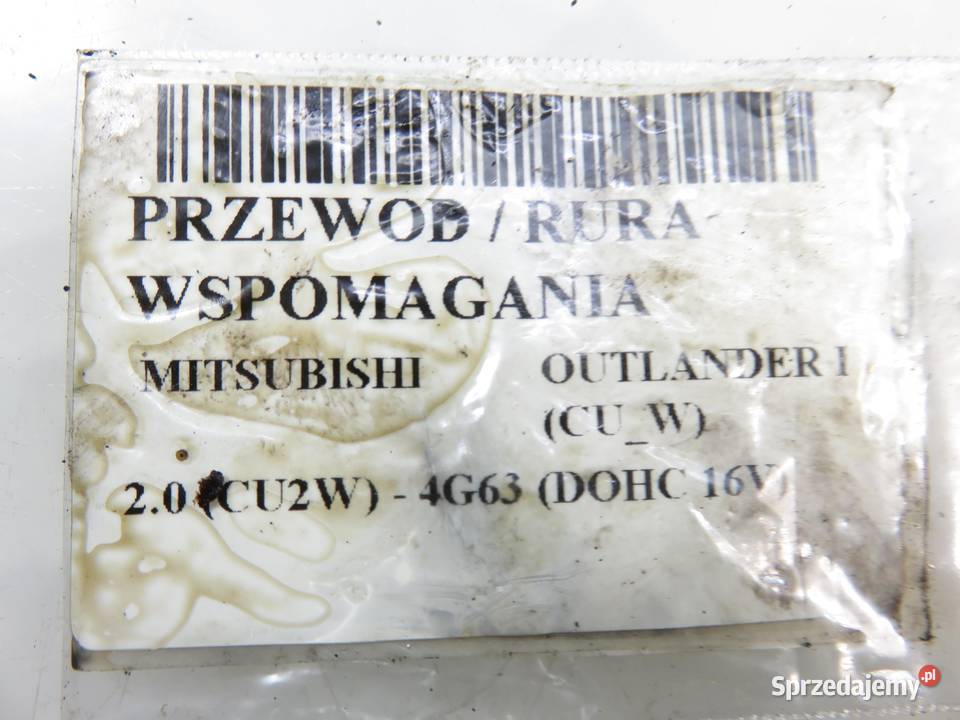 PRZEWOD / RURA
WSPOMAGANIA
MITSUBISHI OUTLANDER I
(CU_W)
2.0 (CU2W) - 4G63 (DOHC 16V)
Sprzedajemy.pl